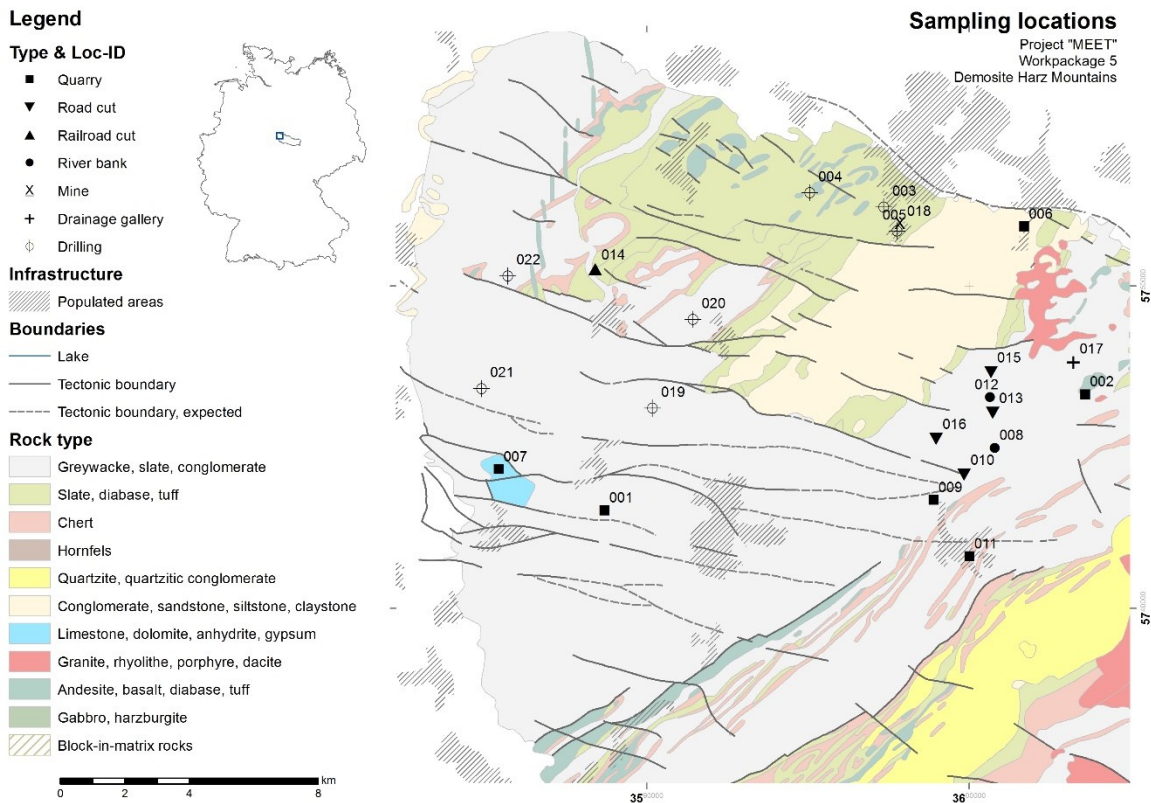 Legend
Type & Loc-ID
Quarry
Road cut
Railroad cut
River bank
Mine
Drainage gallery
Drilling
Infrastructure
Populated areas
Boundaries
Lake
Tectonic boundary
Tectonic boundary, expected
Rock type
Greywacke, slate, conglomerate
Slate, diabase, tuff
Chert
Hornfels
Quartzite, quartzitic conglomerate
Conglomerate, sandstone, siltstone, claystone
Limestone, dolomite, anhydrite, gypsum
Granite, rhyolithe, porphyre, dacite
Andesite, basalt, diabase, tuff
Gabbro, harzburgite
Block-in-matrix rocks
km
0 2 4 8
Sampling locations
Project "MEET"
Workpackage 5
Demosite Harz Mountains
004
003
005 018
006
014
022
020
017
015
002
021
012
019
013
016
008
007
010
009
001
011
5750000
5740000
3590000
3600000